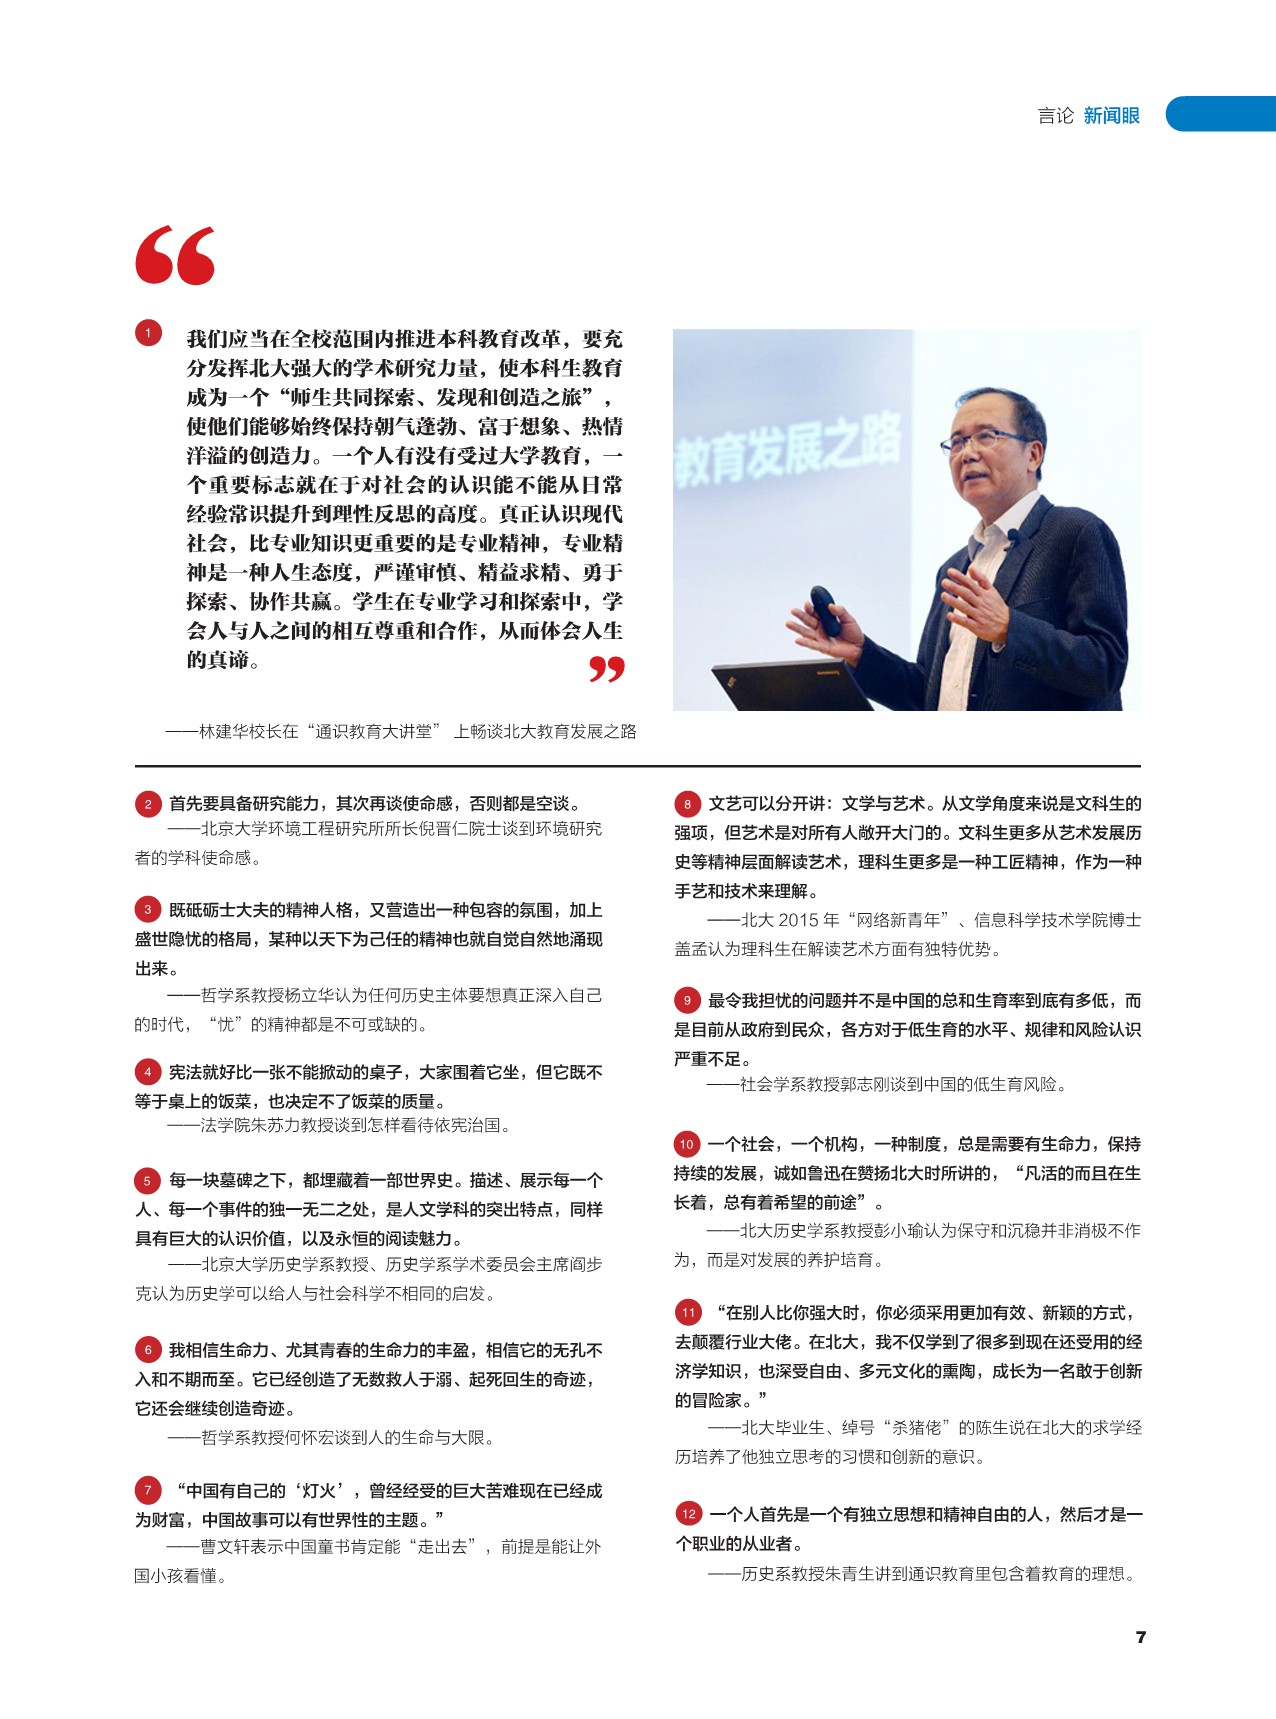 言论 新闻眼
“
1 我们应当在全校范围内推进本科教育改革，要充
分发挥北大强大的学术研究力量，使本科生教育
成为一个“师生共同探索、发现和创造之旅”，
使他们能够始终保持朝气蓬勃、富于想象、热情
洋溢的创造力。一个人有没有受过大学教育，一
个重要标志就在于对社会的认识能不能从日常
经验常识提升到理性反思的高度。真正认识现代
社会，比专业知识更重要的是专业精神，专业精
神是一种人生态度，严谨审慎、精益求精、勇于
探索、协作共赢。学生在专业学习和探索中，学
会人与人之间的相互尊重和合作，从而体会人生
的真谛。
”
——林建华校长在“通识教育大讲堂” 上畅谈北大教育发展之路
教育发展之路
lenovo
2 首先要具备研究能力，其次再谈使命感，否则都是空谈。
——北京大学环境工程研究所所长倪晋仁院士谈到环境研究
者的学科使命感。
3 既砥砺士大夫的精神人格，又营造出一种包容的氛围，加上
盛世隐忧的格局，某种以天下为己任的精神也就自觉自然地涌现
出来。
——哲学系教授杨立华认为任何历史主体要想真正深入自己
的时代，“忧”的精神都是不可或缺的。
4 宪法就好比一张不能掀动的桌子，大家围着它坐，但它既不
等于桌上的饭菜，也决定不了饭菜的质量。
——法学院朱苏力教授谈到怎样看待依宪治国。
5 每一块墓碑之下，都埋藏着一部世界史。描述、展示每一个
人、每一个事件的独一无二之处，是人文学科的突出特点，同样
具有巨大的认识价值，以及永恒的阅读魅力。
——北京大学历史学系教授、历史学系学术委员会主席阎步
克认为历史学可以给人与社会科学不相同的启发。
6 我相信生命力、尤其青春的生命力的丰盈，相信它的无孔不
入和不期而至。它已经创造了无数救人于溺、起死回生的奇迹，
它还会继续创造奇迹。
——哲学系教授何怀宏谈到人的生命与大限。
7 “中国有自己的‘灯火’，曾经经受的巨大苦难现在已经成
为财富，中国故事可以有世界性的主题。”
——曹文轩表示中国童书肯定能“走出去”，前提是能让外
国小孩看懂。
8 文艺可以分开讲：文学与艺术。从文学角度来说是文科生的
强项，但艺术是对所有人敞开大门的。文科生更多从艺术发展历
史等精神层面解读艺术，理科生更多是一种工匠精神，作为一种
手艺和技术来理解。
——北大 2015 年“网络新青年”、信息科学技术学院博士
盖孟认为理科生在解读艺术方面有独特优势。
9 最令我担忧的问题并不是中国的总和生育率到底有多低，而
是目前从政府到民众，各方对于低生育的水平、规律和风险认识
严重不足。
——社会学系教授郭志刚谈到中国的低生育风险。
10 一个社会，一个机构，一种制度，总是需要有生命力，保持
持续的发展，诚如鲁迅在赞扬北大时所讲的，“凡活的而且在生
长着，总有着希望的前途”。
——北大历史学系教授彭小瑜认为保守和沉稳并非消极不作
为，而是对发展的养护培育。
11 “在别人比你强大时，你必须采用更加有效、新颖的方式，
去颠覆行业大佬。在北大，我不仅学到了很多到现在还受用的经
济学知识，也深受自由、多元文化的熏陶，成长为一名敢于创新
的冒险家。”
——北大毕业生、绰号“杀猪佬”的陈生说在北大的求学经
历培养了他独立思考的习惯和创新的意识。
12 一个人首先是一个有独立思想和精神自由的人，然后才是一
个职业的从业者。
——历史系教授朱青生讲到通识教育里包含着教育的理想。
7